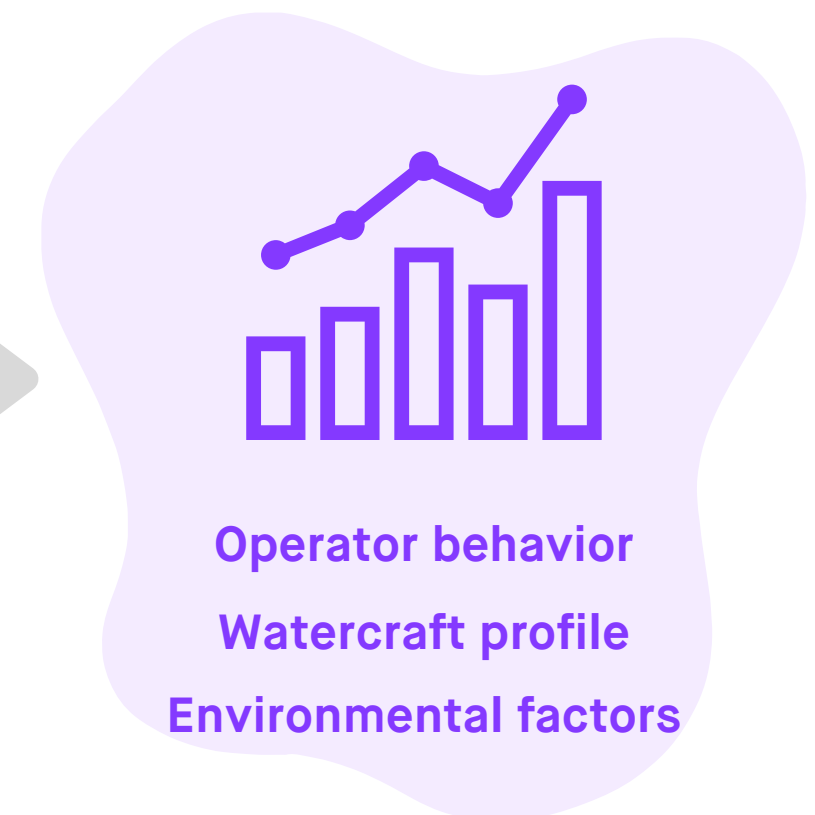 Operator behavior
Watercraft profile
Environmental factors